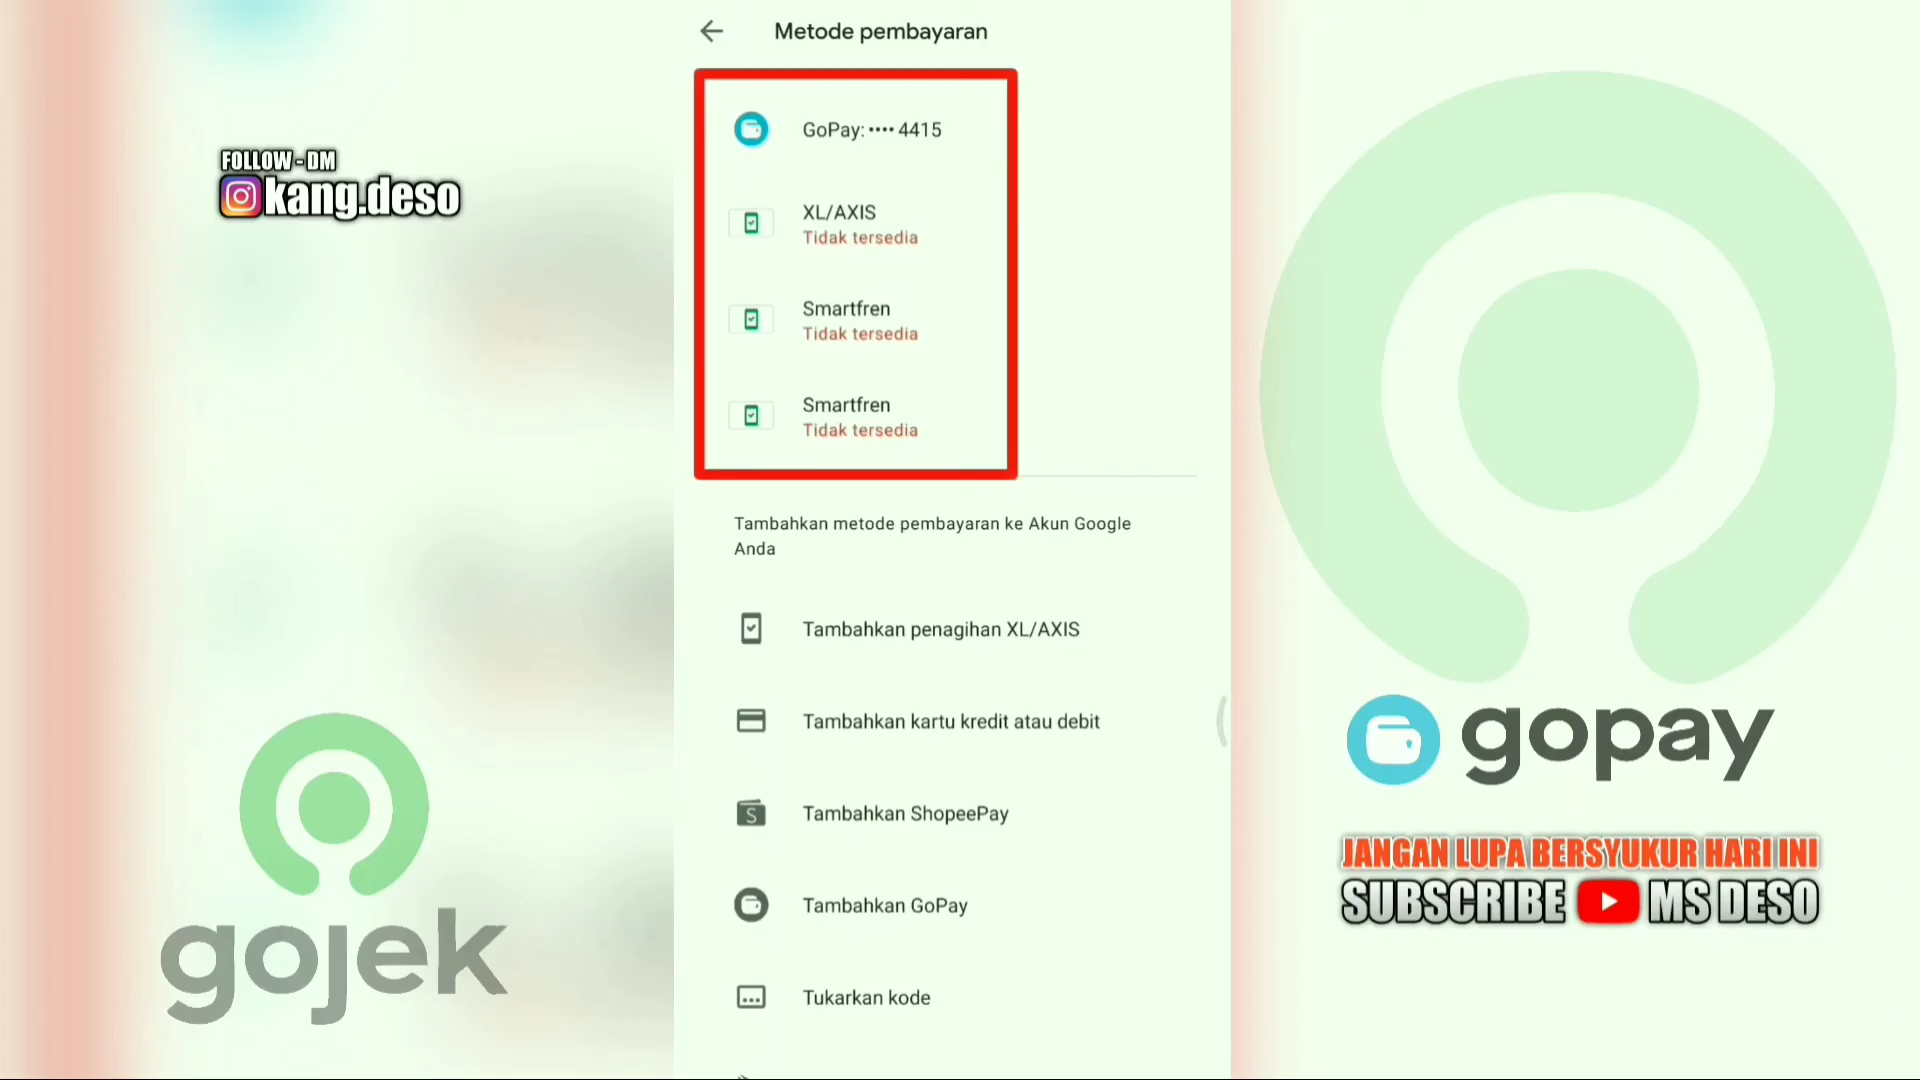 FOLLOW - DM
kang.deso
gojek
Metode pembayaran
GoPay: •••• 4415
XL/AXIS
Tidak tersedia
Smartfren
Tidak tersedia
Smartfren
Tidak tersedia
Tambahkan metode pembayaran ke Akun Google
Anda
Tambahkan penagihan XL/AXIS
Tambahkan kartu kredit atau debit
S
Tambahkan ShopeePay
Tambahkan GoPay
Tukarkan kode
gopay
JANGAN LUPA BERSYUKUR HARI INI
SUBSCRIBE MS DESO